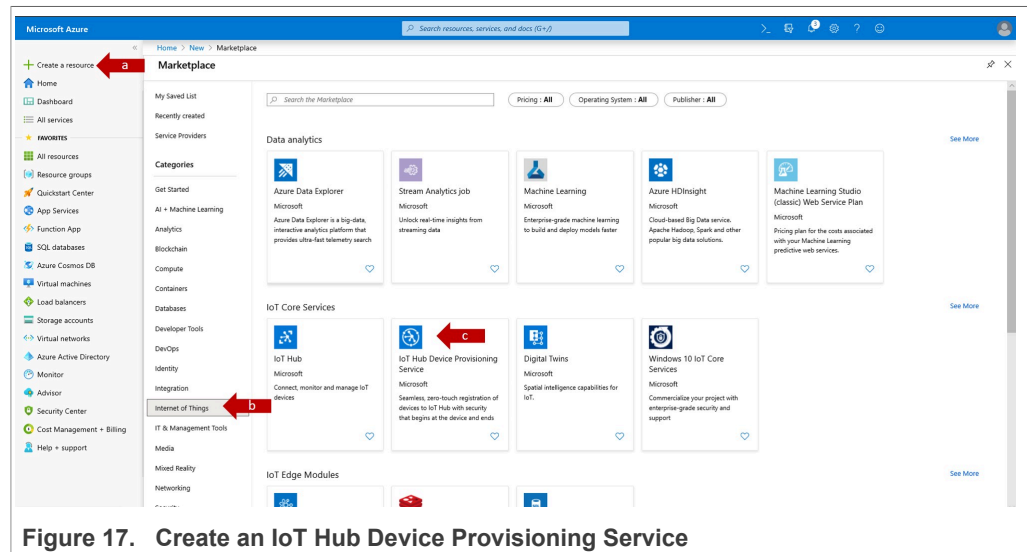 Microsoft Azure
Search resources, services, and docs (G+/)
3
Home > New > Marketplace
Create a resource
a
Home
Dashboard
All services
FAVORITES
All resources
Resource groups
Quickstart Center
App Services
Function App
SQL databases
Azure Cosmos DB
Virtual machines
Load balancers
Storage accounts
Virtual networks
Azure Active Directory
Monitor
Advisor
Security Center
Cost Management + Billing
Help + support
Marketplace
My Saved List
Recently created
Service Providers
Categories
Get Started
AI + Machine Learning
Analytics
Blockchain
Compute
Containers
Databases
Developer Tools
DevOps
Identity
Integration
Internet of Things
b
IT & Management Tools
Media
Mixed Reality
Networking
Search the Marketplace
Pricing : All
Operating System : All
Publisher : All
Data analytics
See More
Azure Data Explorer
Microsoft
Azure Data Explorer is a big-data,
interactive analytics platform that
provides ultra-fast telemetry search
Stream Analytics job
Microsoft
Unlock real-time insights from
streaming data
Machine Learning
Microsoft
Enterprise-grade machine learning
to build and deploy models faster
Azure HDInsight
Microsoft
Cloud-based Big Data service.
Apache Hadoop, Spark and other
popular big data solutions.
Machine Learning Studio
(classic) Web Service Plan
Microsoft
Pricing plan for the costs associated
with your Machine Learning
predictive web services.
IoT Core Services
See More
IoT Hub
Microsoft
Connect, monitor and manage IoT
devices
c
IoT Hub Device Provisioning
Service
Microsoft
Seamless, zero-touch registration of
devices to IoT Hub with security
that begins at the device and ends
Digital Twins
Microsoft
Spatial intelligence capabilities for
IoT.
Windows 10 IoT Core
Services
Microsoft
Commercialize your project with
enterprise-grade security and
support
IoT Edge Modules
See More
Figure 17. Create an IoT Hub Device Provisioning Service